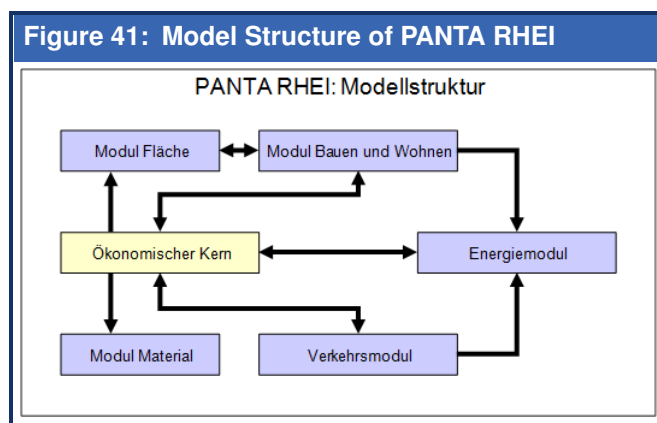 Figure 41: Model Structure of PANTA RHEI
PANTA RHEI: Modellstruktur
Modul Fläche
Modul Bauen und Wohnen
Ökonomischer Kern
Energiemodul
Modul Material
Verkehrsmodul